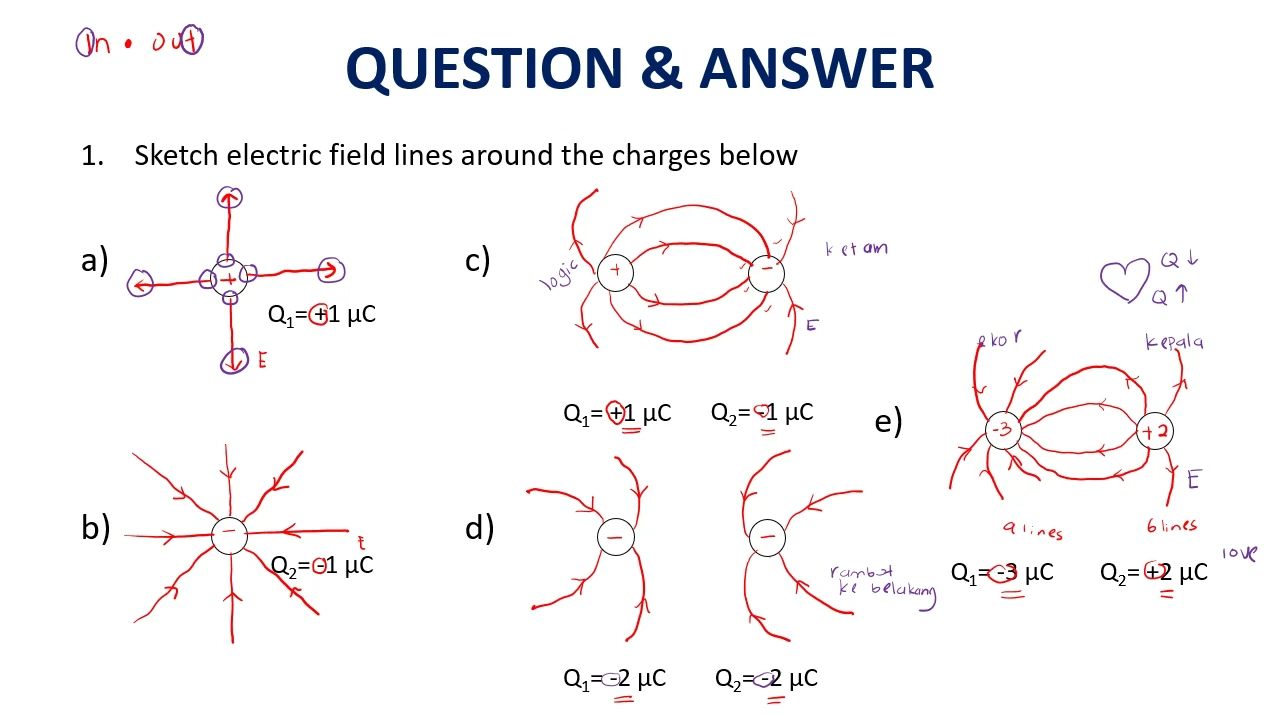 In • out
QUESTION & ANSWER
1. Sketch electric field lines around the charges below
a)
+
Q1= +1 µC
E
b)
-
E
Q2= -1 µC
c)
logic
+
-
ketam
E
Q1= +1 µC
Q2= -1 µC
d)
-
-
rambot
ke belakang
Q1= -2 µC
Q2= -2 µC
Q ↓
Q ↑
e)
ekor
kepala
-3
+2
E
9 lines
6 lines
love
Q1= -3 µC
Q2= +2 µC